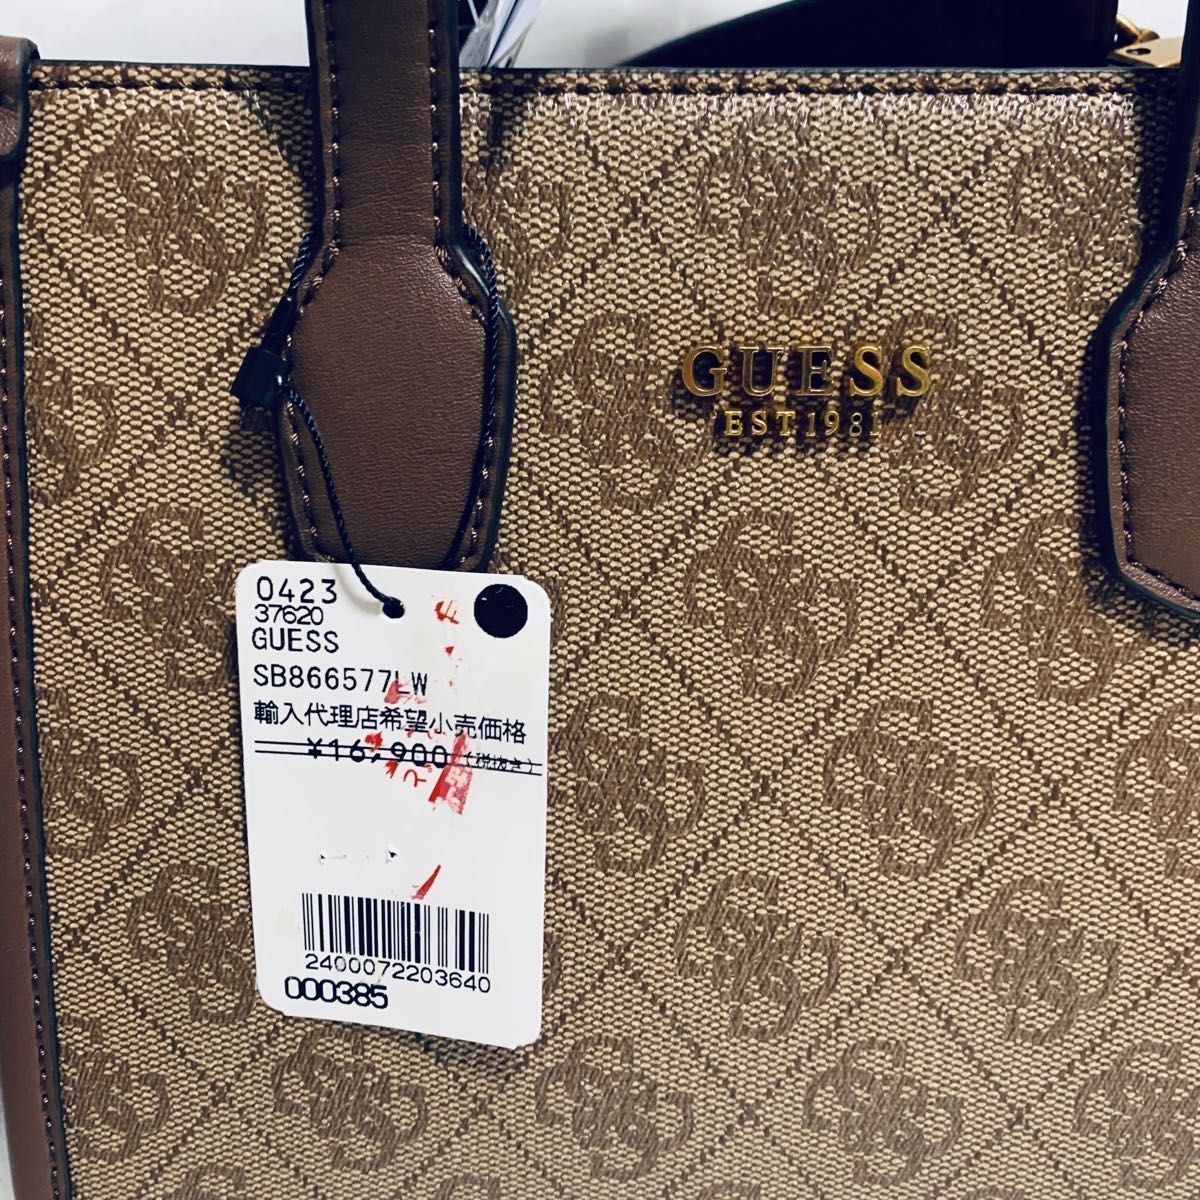 GUESS
EST 1981
0423
37620
GUESS
SB866577LW
輸入代理店希望小売価格
¥16,900(税抜き)
2400072203640
000385